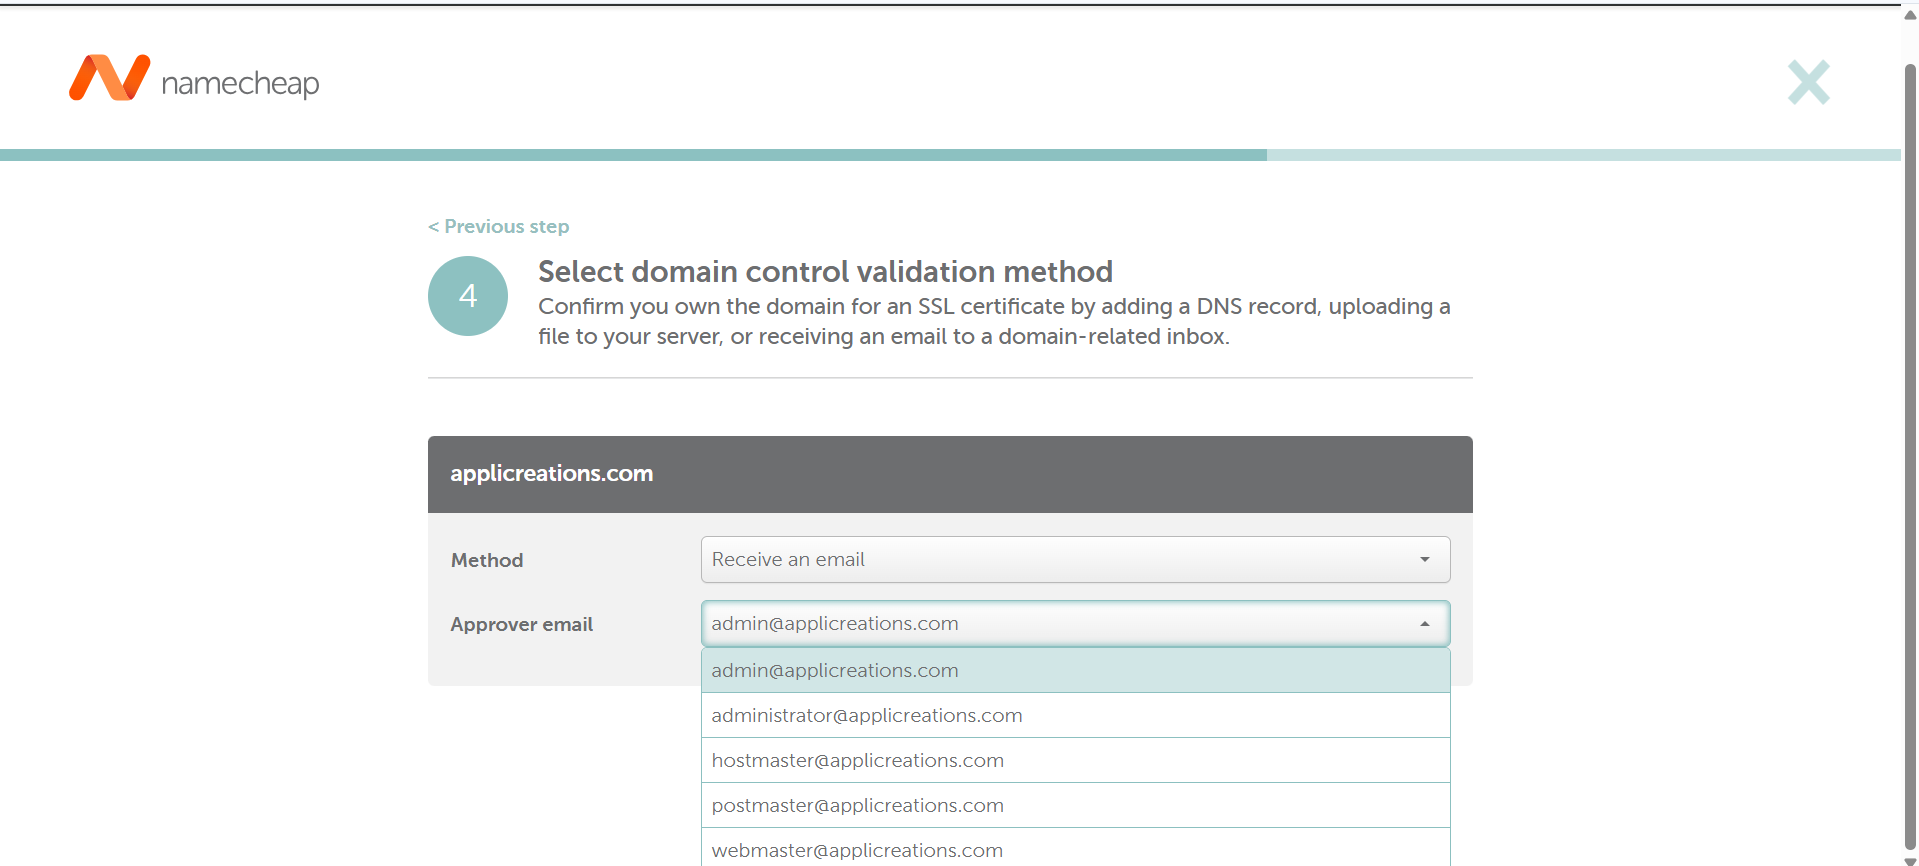 namecheap
< Previous step
4
Select domain control validation method
Confirm you own the domain for an SSL certificate by adding a DNS record, uploading a
file to your server, or receiving an email to a domain-related inbox.
applicreations.com
Method
Receive an email
Approver email
admin@applicreations.com
admin@applicreations.com
administrator@applicreations.com
hostmaster@applicreations.com
postmaster@applicreations.com
webmaster@applicreations.com